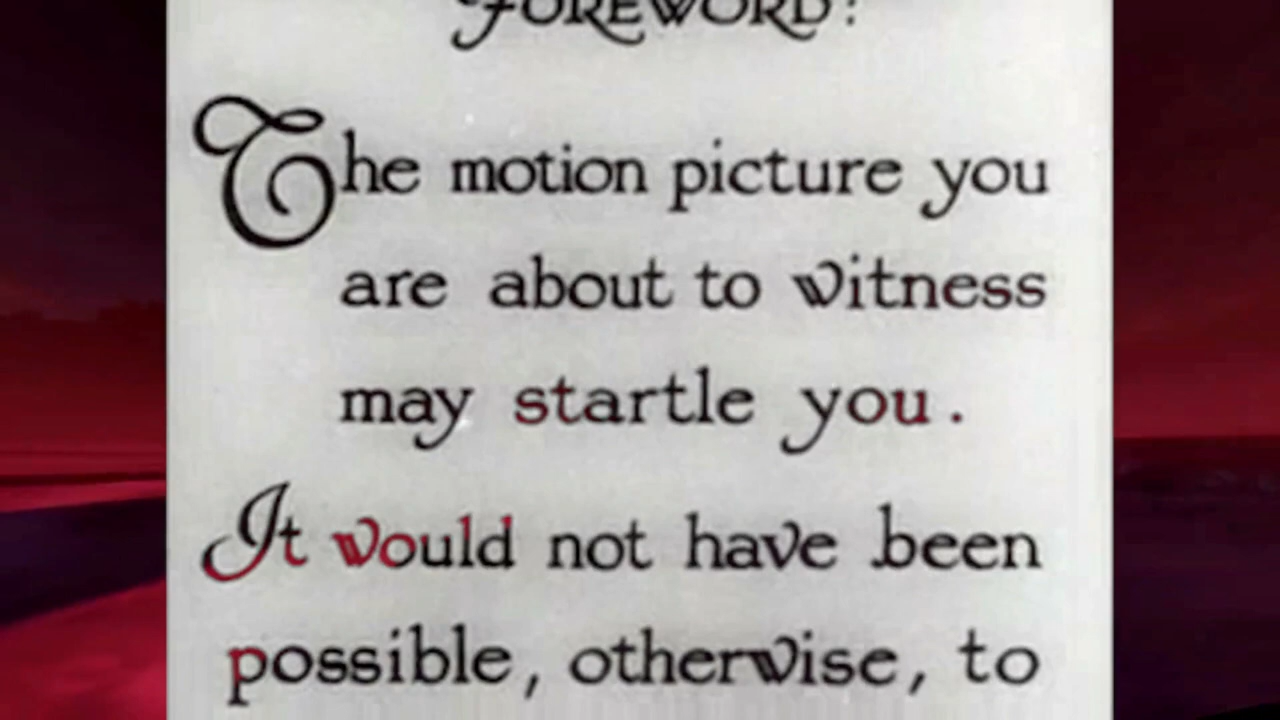 FOREWORD:
The motion picture you
are about to witness
may startle you.
It would not have been
possible, otherwise, to